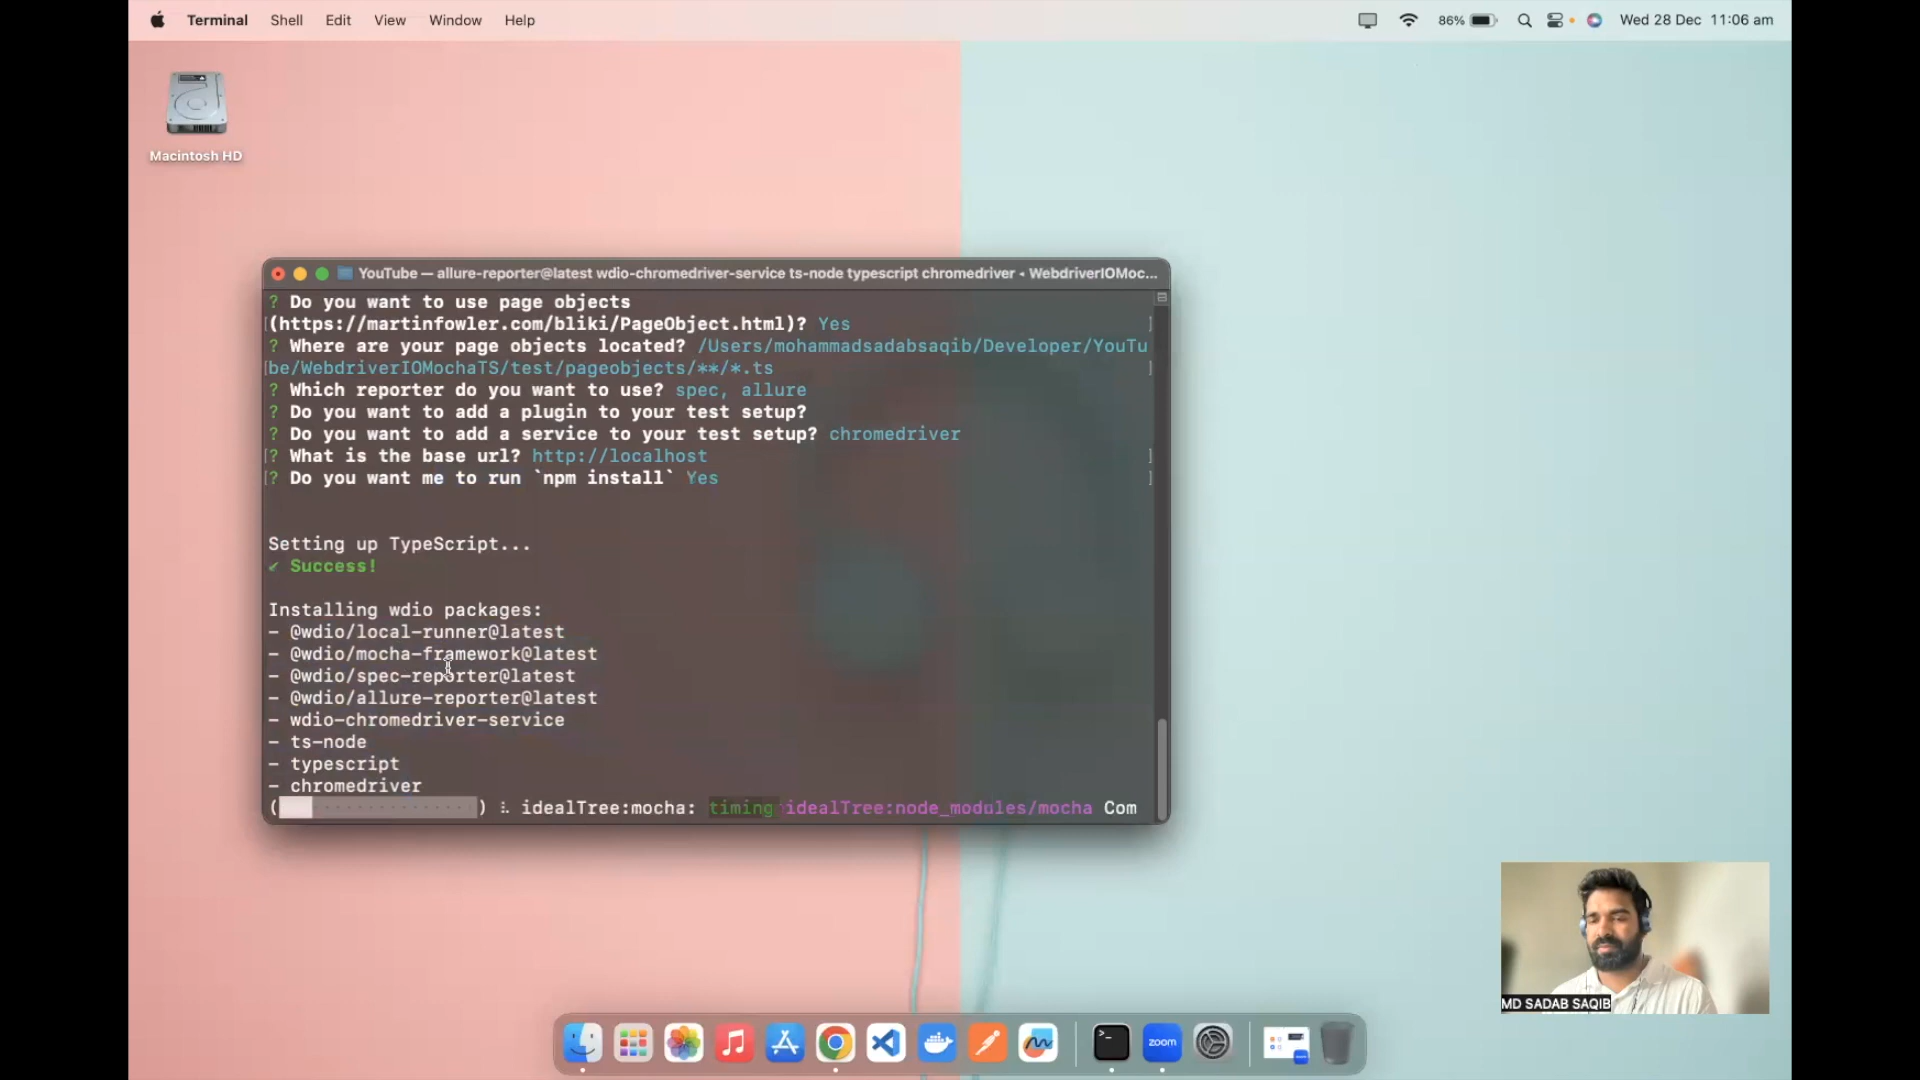 Terminal Shell Edit View Window Help
86%
Wed 28 Dec 11:06 am
Macintosh HD
YouTube — allure-reporter@latest wdio-chromedriver-service ts-node typescript chromedriver ◂ WebdriverIOMoc...
? Do you want to use page objects
(https://martinfowler.com/bliki/PageObject.html)? Yes
? Where are your page objects located? /Users/mohammadsadabsaqib/Developer/YouTu
be/WebdriverIOMochaTS/test/pageobjects/**/*.ts
? Which reporter do you want to use? spec, allure
? Do you want to add a plugin to your test setup?
? Do you want to add a service to your test setup? chromedriver
? What is the base url? http://localhost
? Do you want me to run `npm install` Yes
Setting up TypeScript...
✔ Success!
Installing wdio packages:
- @wdio/local-runner@latest
- @wdio/mocha-framework@latest
- @wdio/spec-reporter@latest
- @wdio/allure-reporter@latest
- wdio-chromedriver-service
- ts-node
- typescript
- chromedriver
idealTree:mocha: timing idealTree:node_modules/mocha Com
MD SADAB SAQIB
zoom